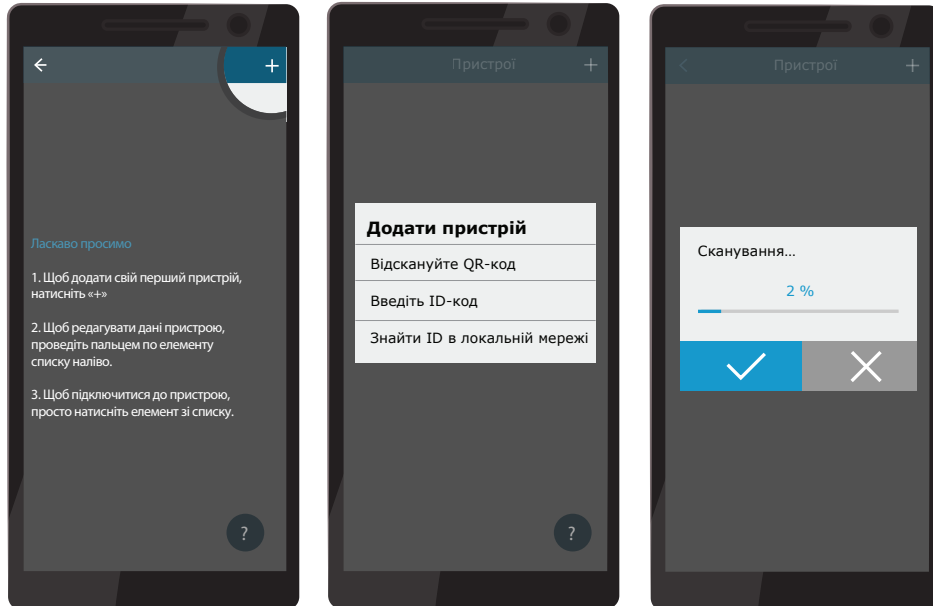 Ласкаво просимо
1. Щоб додати свій перший пристрій,
натисніть «+»
2. Щоб редагувати дані пристрою,
проведіть пальцем по елементу
списку наліво.
3. Щоб підключитися до пристрою,
просто натисніть елемент зі списку.
?
Пристрої
Додати пристрій
Відскануйте QR-код
Введіть ID-код
Знайти ID в локальній мережі
?
Пристрої
Сканування...
2 %